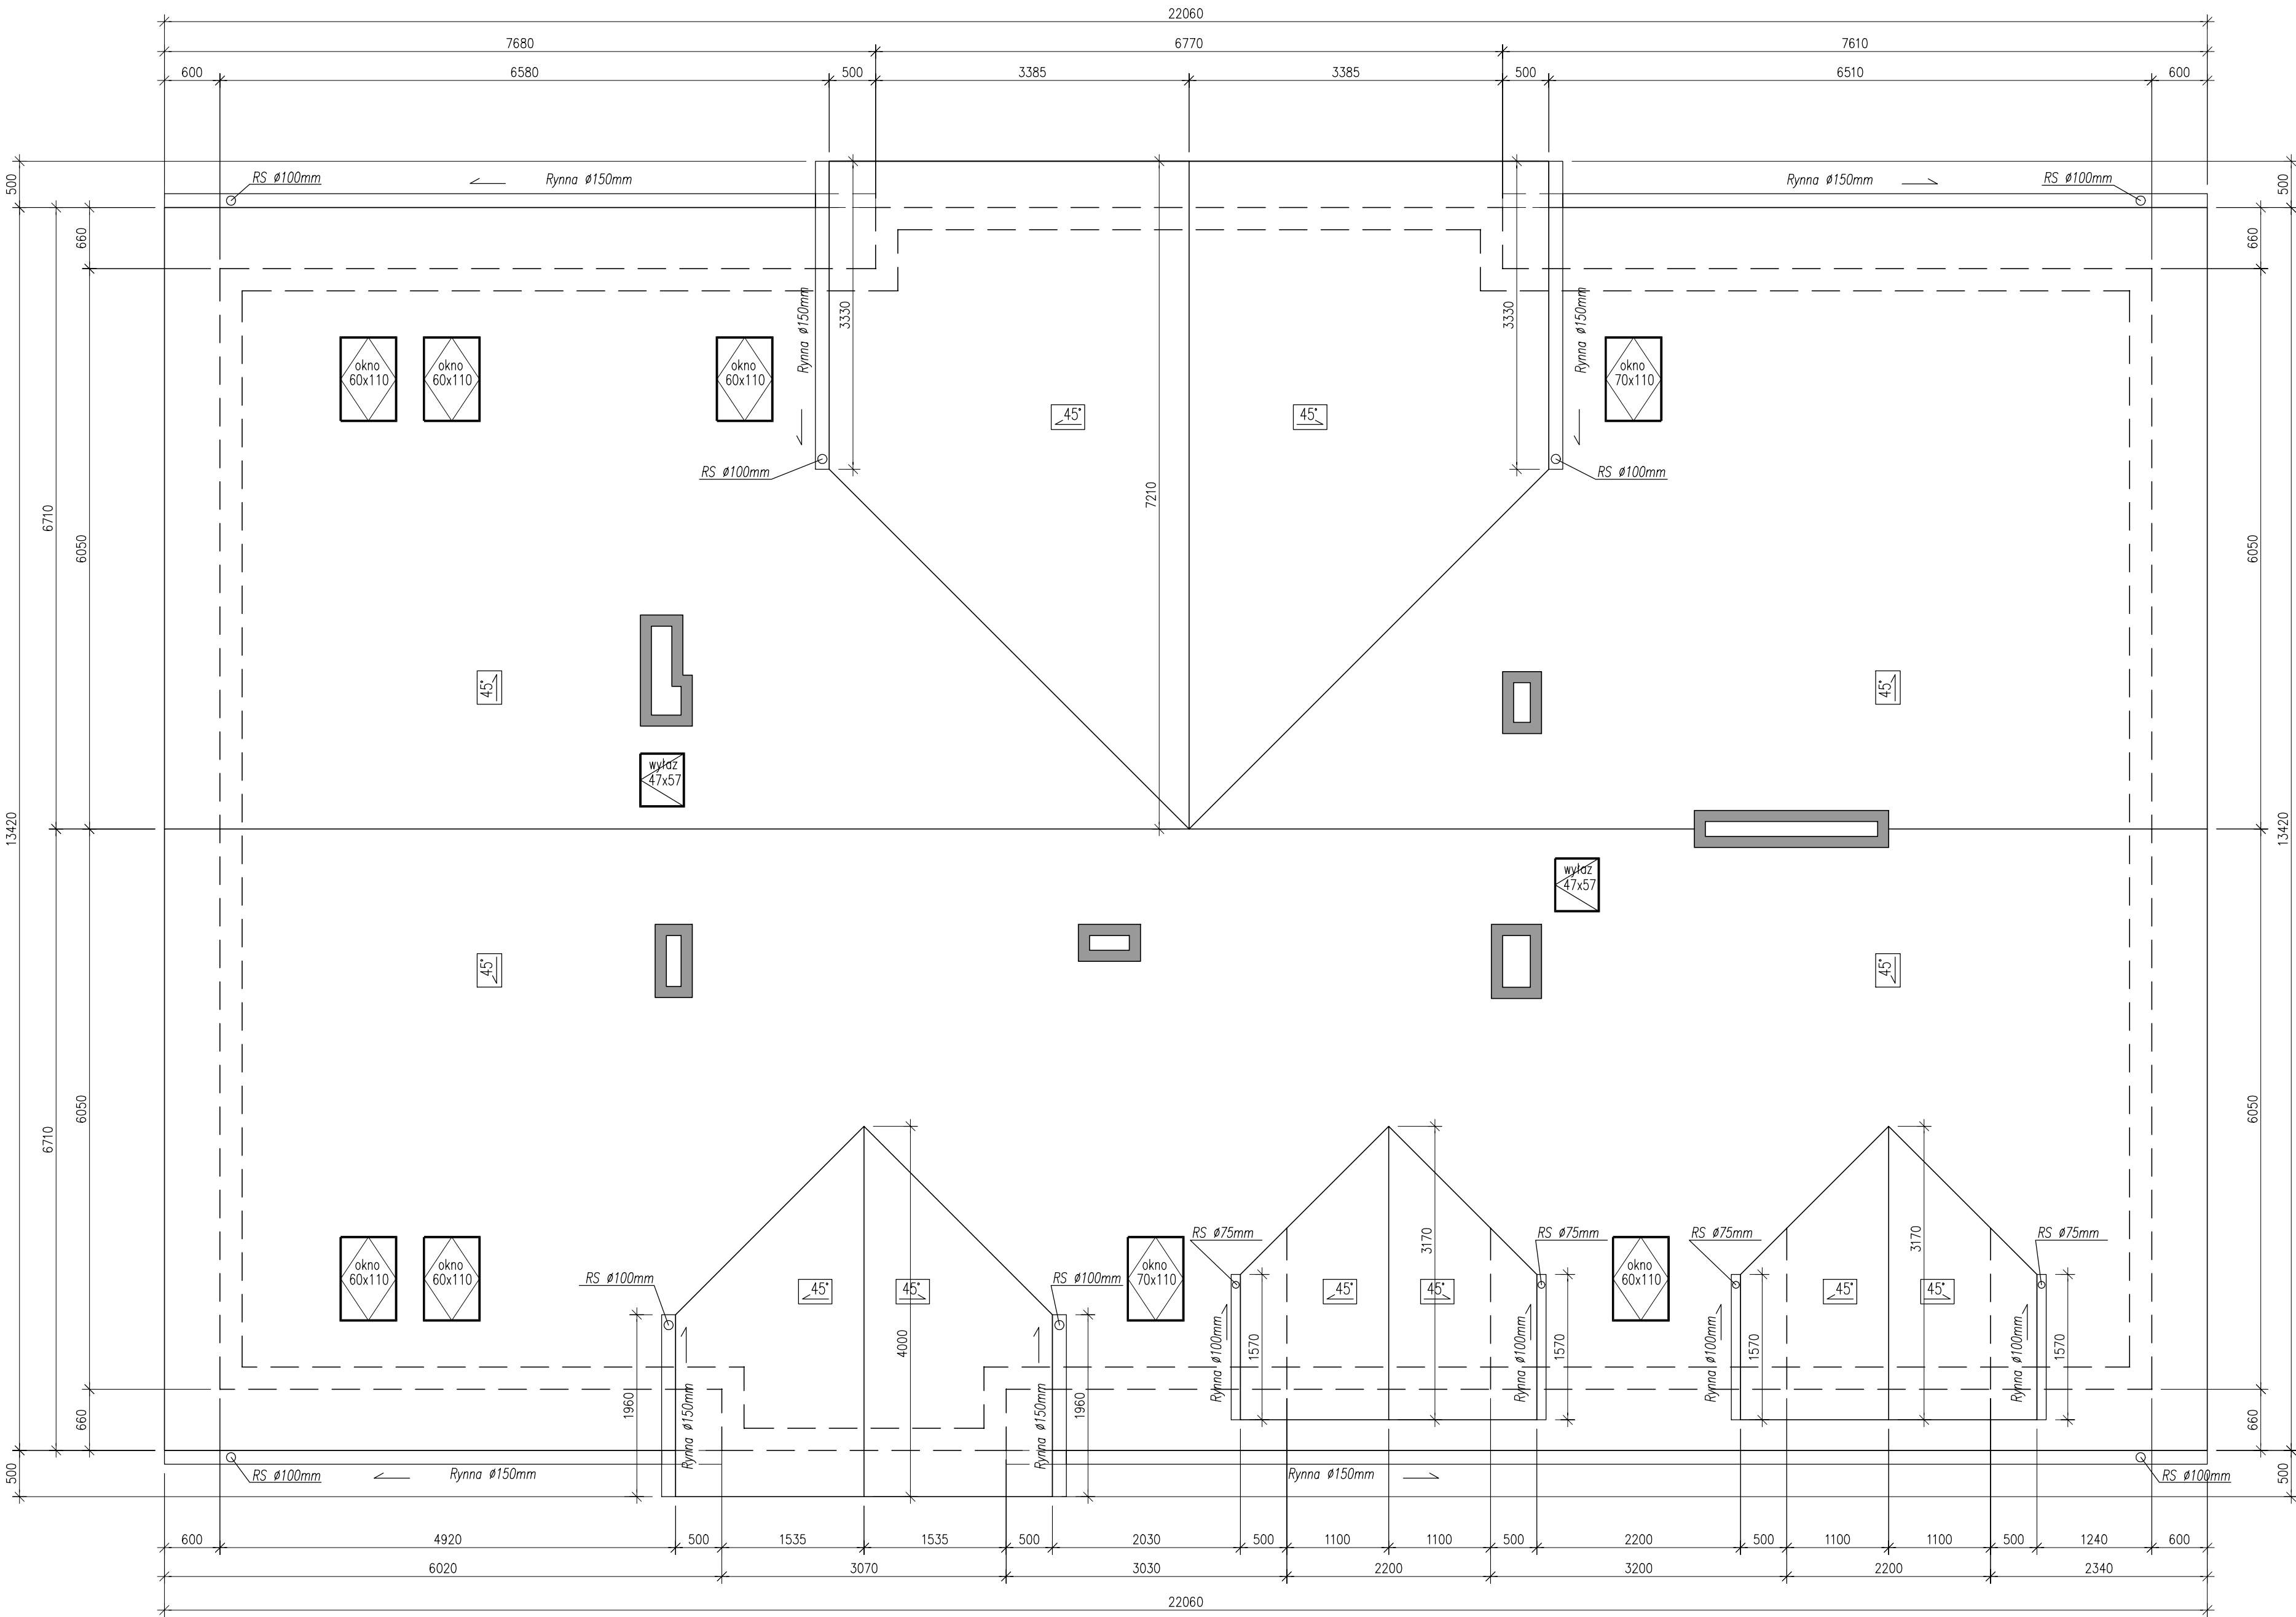 22060
7680
6770
7610
600
6580
500
3385
3385
500
6510
600
500
RS ø100mm
Rynna ø150mm
Rynna ø150mm
RS ø100mm
500
660
660
Rynna ø150mm
3330
3330
Rynna ø150mm
okno
60x110
okno
60x110
okno
60x110
okno
70x110
45°
45°
RS ø100mm
RS ø100mm
7210
6710
6050
6050
45°
45°
wyłaz
47x57
13420
13420
wyłaz
47x57
45°
45°
6710
6050
6050
okno
60x110
okno
60x110
RS ø100mm
RS ø100mm
okno
70x110
RS ø75mm
RS ø75mm
okno
60x110
RS ø75mm
RS ø75mm
45°
45°
45°
45°
45°
45°
4000
3170
3170
1960
Rynna ø150mm
Rynna ø150mm
1960
Rynna ø100mm
1570
Rynna ø100mm
1570
Rynna ø100mm
1570
Rynna ø100mm
1570
660
660
500
RS ø100mm
Rynna ø150mm
Rynna ø150mm
RS ø100mm
500
600
4920
500
1535
1535
500
2030
500
1100
1100
500
2200
500
1100
1100
500
1240
600
6020
3070
3030
2200
3200
2200
2340
22060